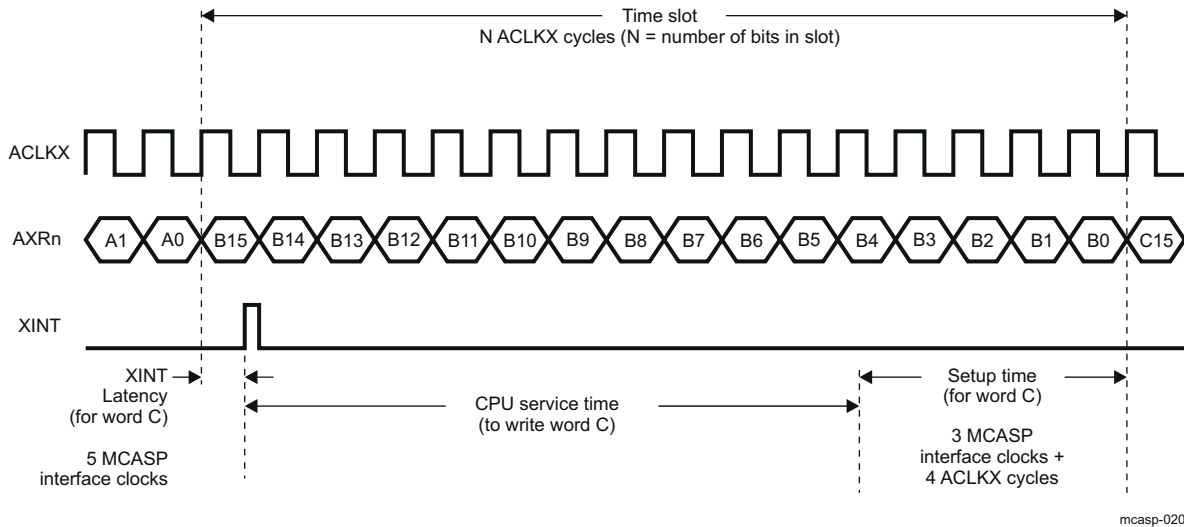 Time slot
N ACLKX cycles (N = number of bits in slot)
ACLKX
AXRn
A1 A0 B15 B14 B13 B12 B11 B10 B9 B8 B7 B6 B5 B4 B3 B2 B1 B0 C15
XINT
XINT
Latency
(for word C)
5 MCASP
interface clocks
CPU service time
(to write word C)
Setup time
(for word C)
3 MCASP
interface clocks +
4 ACLKX cycles
mcasp-020